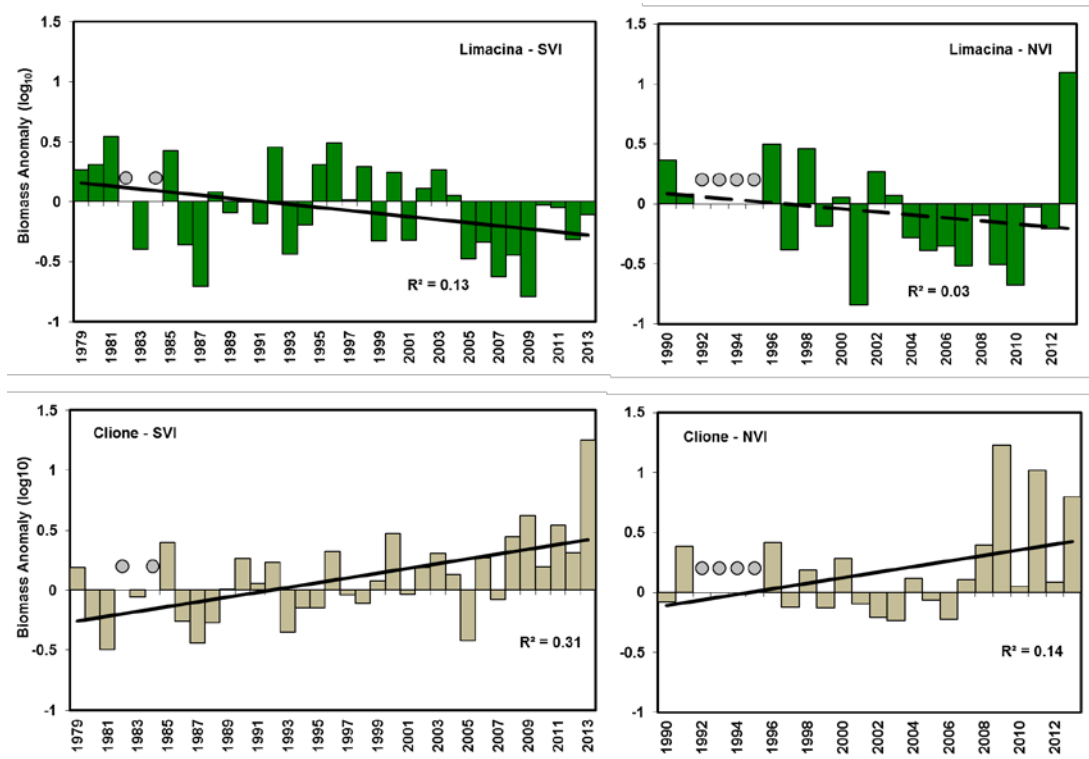 Limacina - SVI
Biomass Anomaly (log₁₀)
1.5
1
0.5
0
-0.5
-1
R² = 0.13
1979 1981 1983 1985 1987 1989 1991 1993 1995 1997 1999 2001 2003 2005 2007 2009 2011 2013
Limacina - NVI
1.5
1
0.5
0
-0.5
-1
R² = 0.03
1990 1992 1994 1996 1998 2000 2002 2004 2006 2008 2010 2012
Clione - SVI
Biomass Anomaly (log10)
1.5
1
0.5
0
-0.5
-1
R² = 0.31
1979 1981 1983 1985 1987 1989 1991 1993 1995 1997 1999 2001 2003 2005 2007 2009 2011 2013
Clione - NVI
1.5
1
0.5
0
-0.5
-1
R² = 0.14
1990 1992 1994 1996 1998 2000 2002 2004 2006 2008 2010 2012